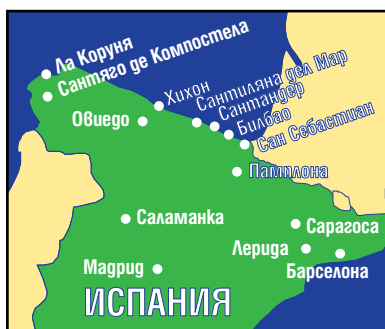 Ла Коруня
Сантяго де Компостела
Хихон
Сантиляна дел Мар
Сантандер
Билбао
Сан Себастиан
Овиедо
Памплона
Саламанка
Сарагоса
Лерида
Барселона
Мадрид
ИСПАНИЯ